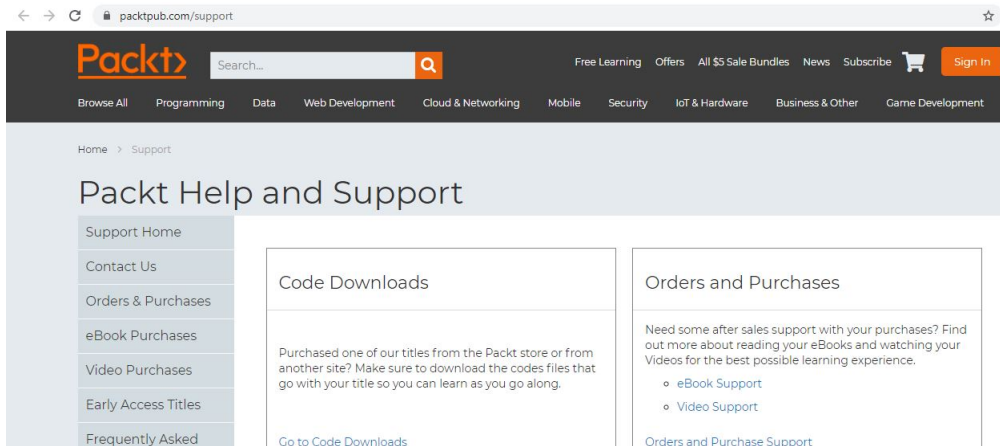 packtpub.com/support
Packt>
Search...
Free Learning Offers All $5 Sale Bundles News Subscribe Sign In
Browse All Programming Data Web Development Cloud & Networking Mobile Security IoT & Hardware Business & Other Game Development
Home > Support
Packt Help and Support
Support Home
Contact Us
Orders & Purchases
eBook Purchases
Video Purchases
Early Access Titles
Frequently Asked
Code Downloads
Purchased one of our titles from the Packt store or from
another site? Make sure to download the codes files that
go with your title so you can learn as you go along.
Go to Code Downloads
Orders and Purchases
Need some after sales support with your purchases? Find
out more about reading your eBooks and watching your
Videos for the best possible learning experience.
eBook Support
Video Support
Orders and Purchase Support